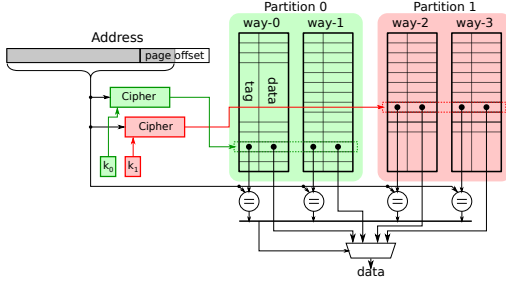 Partition 0
Partition 1
Address
way-0
way-1
way-2
way-3
page offset
tag
data
Cipher
Cipher
k0
k1
=
=
=
=
data